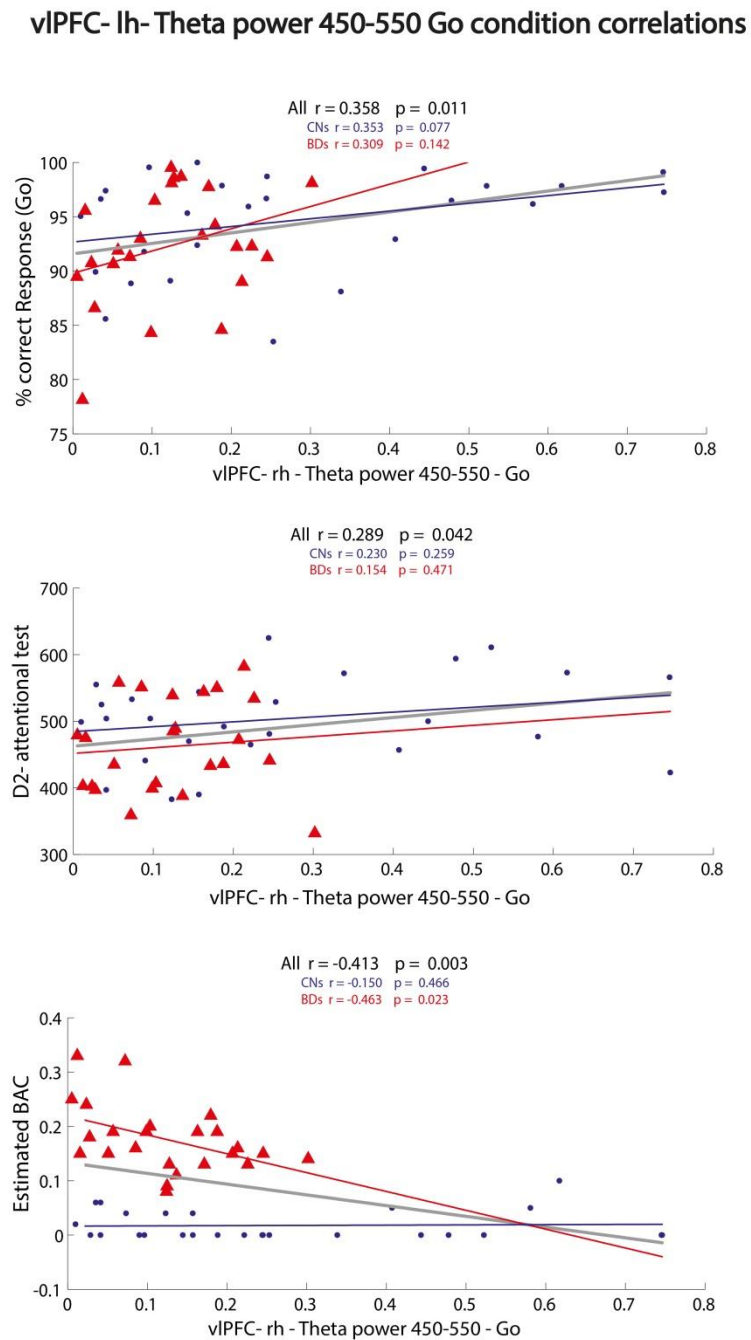 vlPFC- lh- Theta power 450-550 Go condition correlations
All r = 0.358 p = 0.011
CNs r = 0.353 p = 0.077
BDs r = 0.309 p = 0.142
100
95
90
85
80
75
% correct Response (Go)
0 0.1 0.2 0.3 0.4 0.5 0.6 0.7 0.8
vlPFC- rh - Theta power 450-550 - Go
All r = 0.289 p = 0.042
CNs r = 0.230 p = 0.259
BDs r = 0.154 p = 0.471
700
600
500
400
300
D2- attentional test
0 0.1 0.2 0.3 0.4 0.5 0.6 0.7 0.8
vlPFC- rh - Theta power 450-550 - Go
All r = -0.413 p = 0.003
CNs r = -0.150 p = 0.466
BDs r = -0.463 p = 0.023
0.4
0.3
0.2
0.1
0
-0.1
Estimated BAC
0 0.1 0.2 0.3 0.4 0.5 0.6 0.7 0.8
vlPFC- rh - Theta power 450-550 - Go